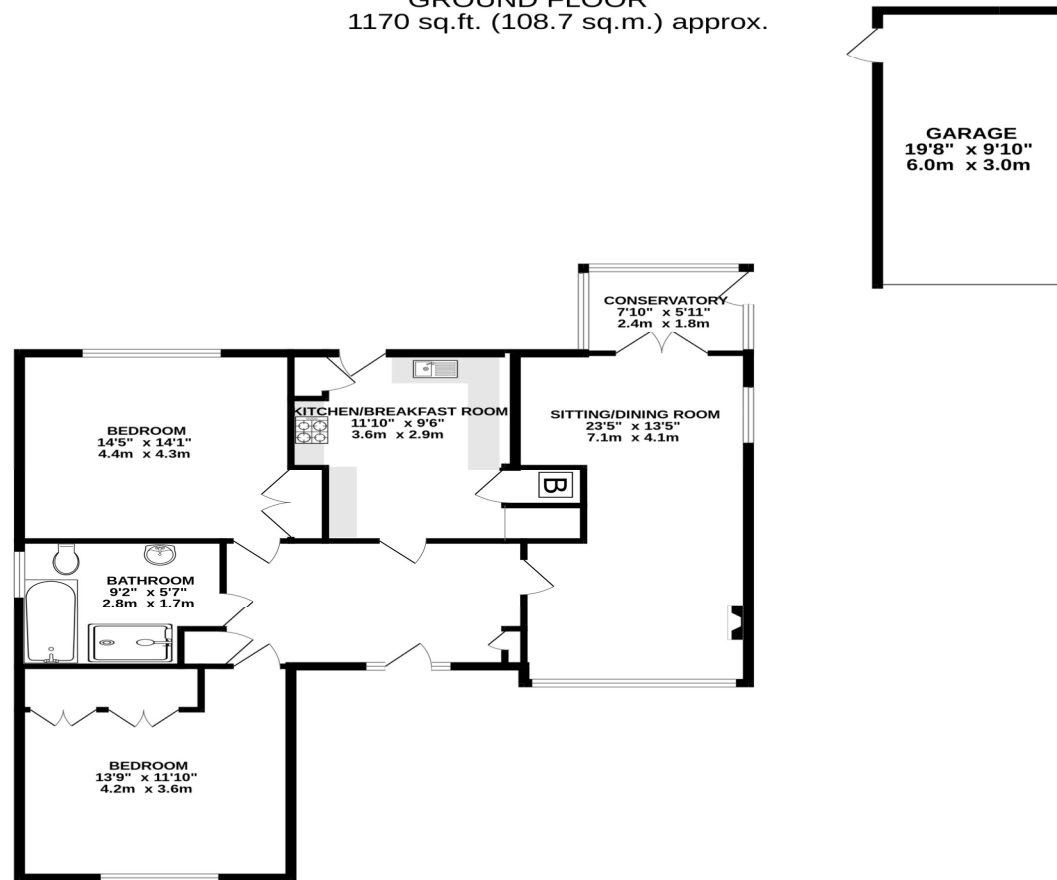 GROUND FLOOR
1170 sq.ft. (108.7 sq.m.) approx.
GARAGE
19'8" x 9'10"
6.0m x 3.0m
CONSERVATORY
7'10" x 5'11"
2.4m x 1.8m
KITCHEN/BREAKFAST ROOM
11'10" x 9'6"
3.6m x 2.9m
SITTING/DINING ROOM
23'5" x 13'5"
7.1m x 4.1m
BEDROOM
14'5" x 14'1"
4.4m x 4.3m
B
BATHROOM
9'2" x 5'7"
2.8m x 1.7m
BEDROOM
13'9" x 11'10"
4.2m x 3.6m